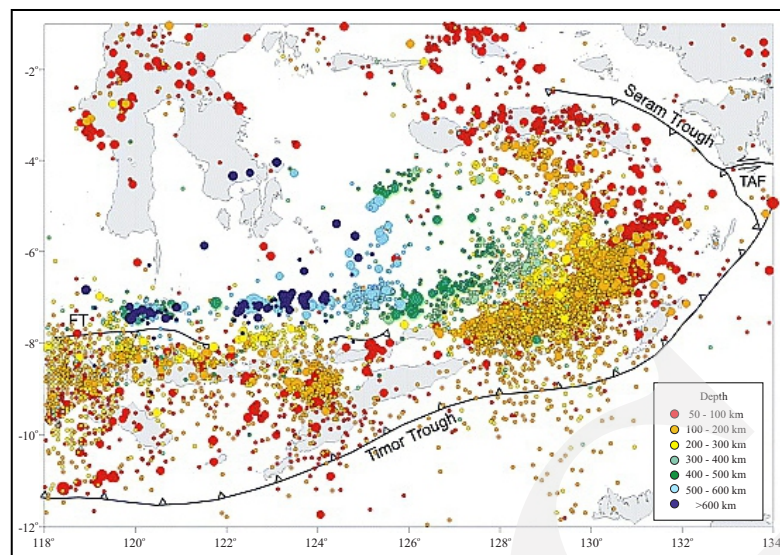 -2°
-4°
-6°
-8°
-10°
-12°
118°
120°
122°
124°
126°
128°
130°
132°
134
Seram Trough
TAF
FT
Timor Trough
Depth
50 - 100 km
100 - 200 km
200 - 300 km
300 - 400 km
400 - 500 km
500 - 600 km
>600 km